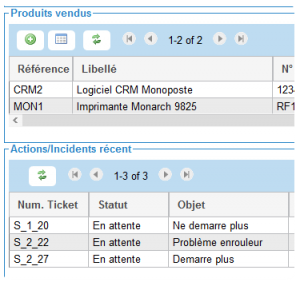 Produits vendus
1-2 of 2
Référence Libellé N°
CRM2 Logiciel CRM Monoposte 123
MON1 Imprimante Monarch 9825 RF1
Actions/Incidents récent
1-3 of 3
Num. Ticket Statut Objet
S_1_20 En attente Ne demarre plus
S_2_22 En attente Problème enrouleur
S_2_27 En attente Demarre plus